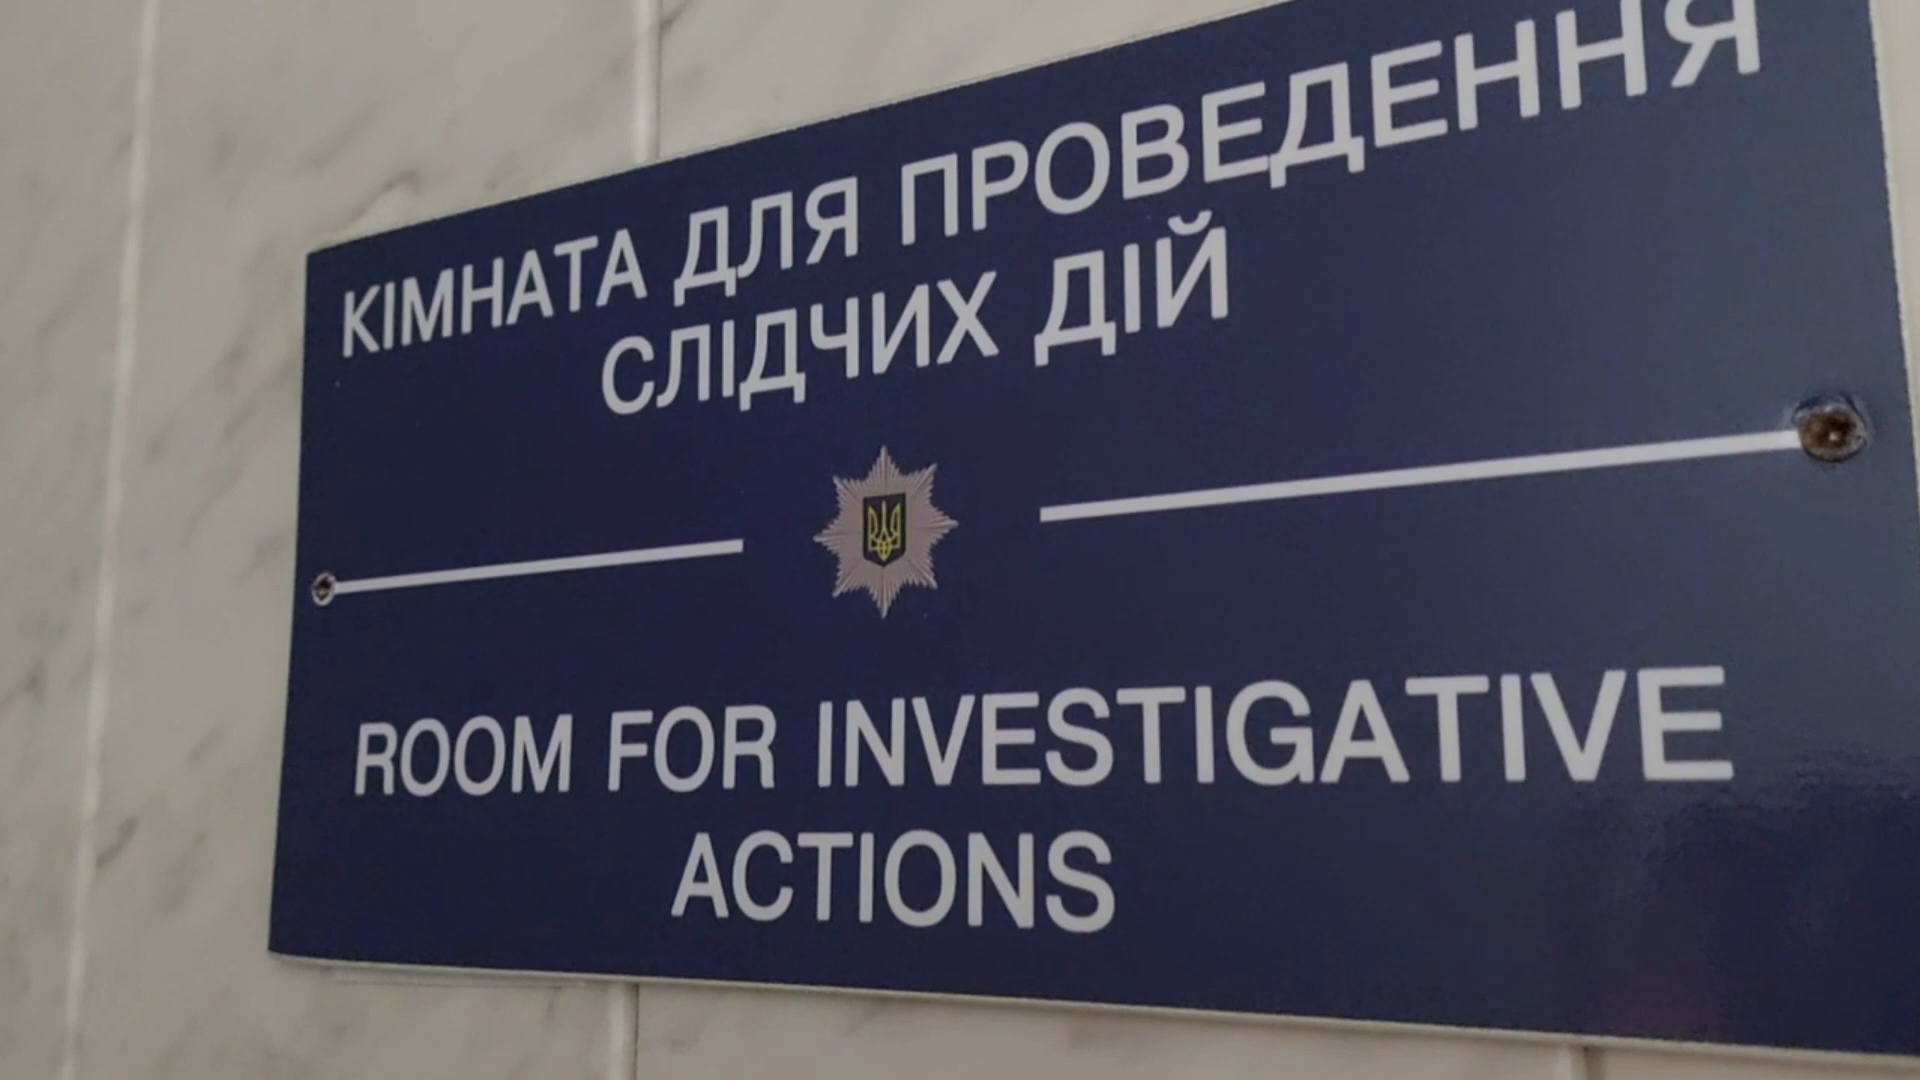 КІМНАТА ДЛЯ ПРОВЕДЕННЯ
СЛІДЧИХ ДІЙ
ROOM FOR INVESTIGATIVE
ACTIONS